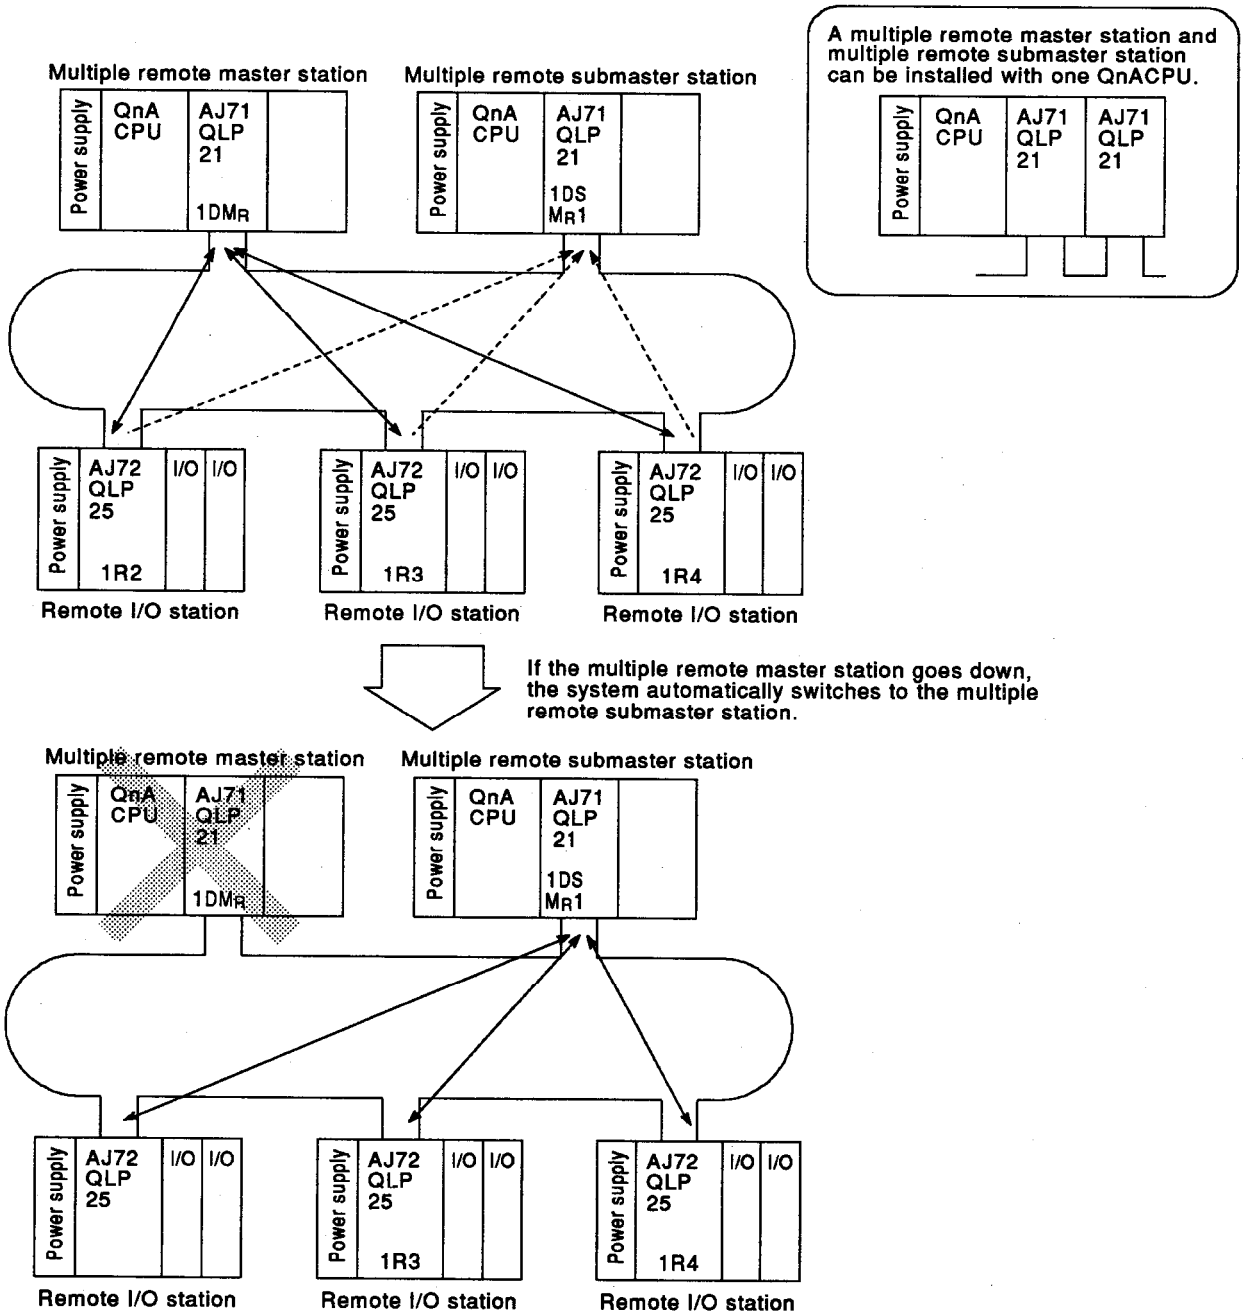 A multiple remote master station and
multiple remote submaster station
can be installed with one QnACPU.
Power supply
QnA
CPU
AJ71
QLP
21
AJ71
QLP
21
Multiple remote master station
Power supply
QnA
CPU
AJ71
QLP
21
1DMR
Multiple remote submaster station
Power supply
QnA
CPU
AJ71
QLP
21
1DS
MR1
Power supply
AJ72
QLP
25
1R2
I/O
I/O
Remote I/O station
Power supply
AJ72
QLP
25
1R3
I/O
I/O
Remote I/O station
Power supply
AJ72
QLP
25
1R4
I/O
I/O
Remote I/O station
If the multiple remote master station goes down,
the system automatically switches to the multiple
remote submaster station.
Multiple remote master station
Power supply
QnA
CPU
AJ71
QLP
21
1DMR
Multiple remote submaster station
Power supply
QnA
CPU
AJ71
QLP
21
1DS
MR1
Power supply
AJ72
QLP
25
I/O
I/O
Remote I/O station
Power supply
AJ72
QLP
25
1R3
I/O
I/O
Remote I/O station
Power supply
AJ72
QLP
25
1R4
I/O
I/O
Remote I/O station